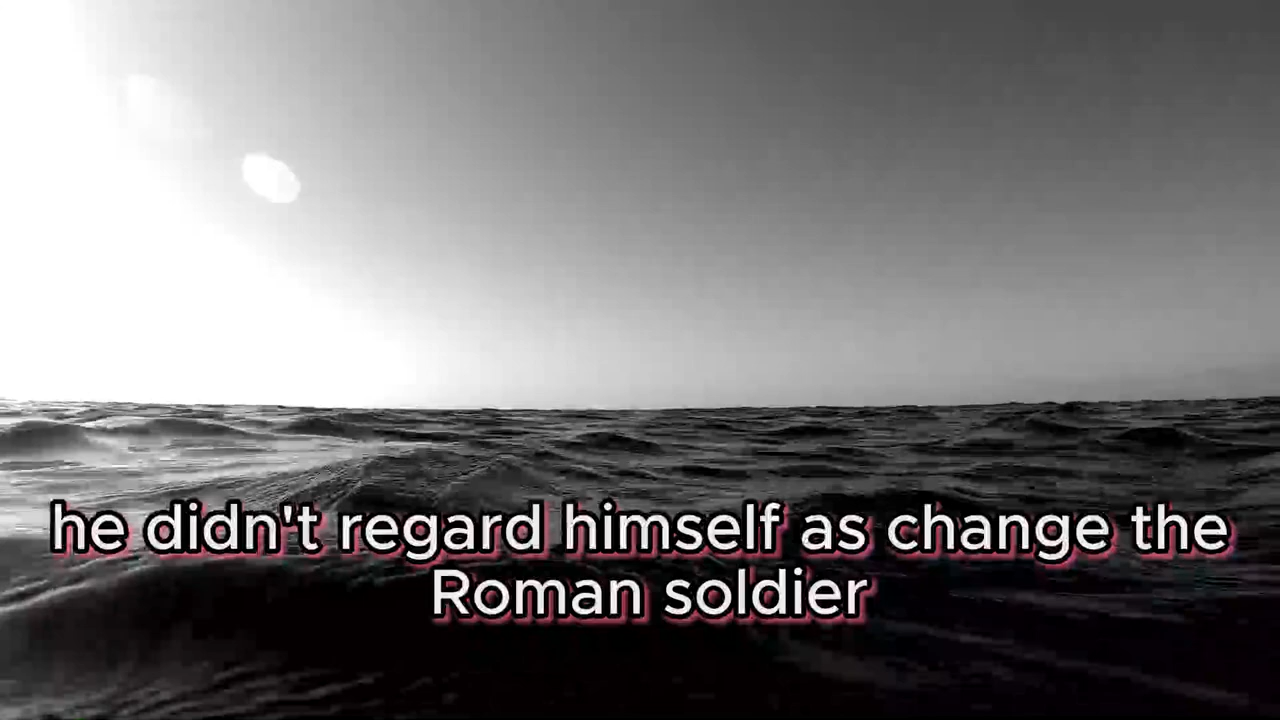 he didn't regard himself as change the
Roman soldier